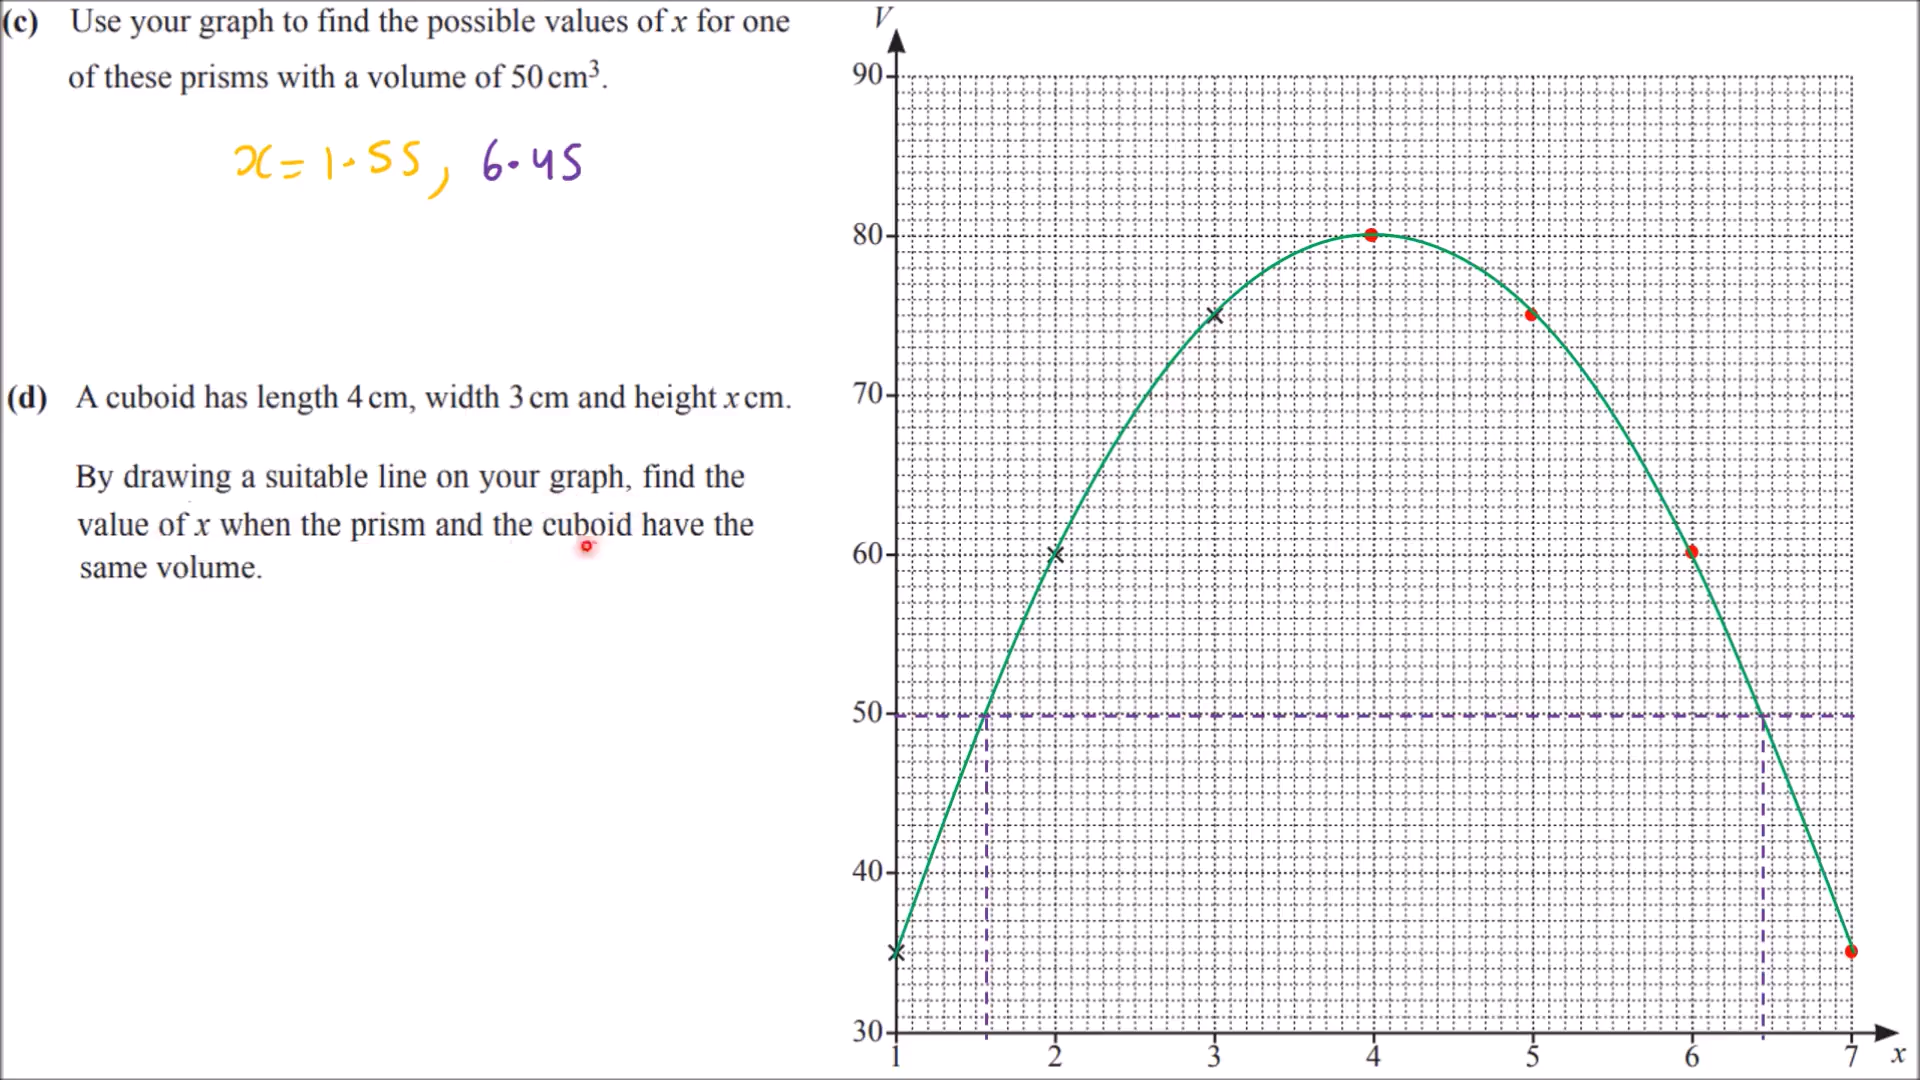 (c) Use your graph to find the possible values of x for one
of these prisms with a volume of 50 cm³.
x = 1.55, 6.45
(d) A cuboid has length 4 cm, width 3 cm and height x cm.
By drawing a suitable line on your graph, find the
value of x when the prism and the cuboid have the
same volume.
V
90
80
70
60
50
40
30
1 2 3 4 5 6 7 x